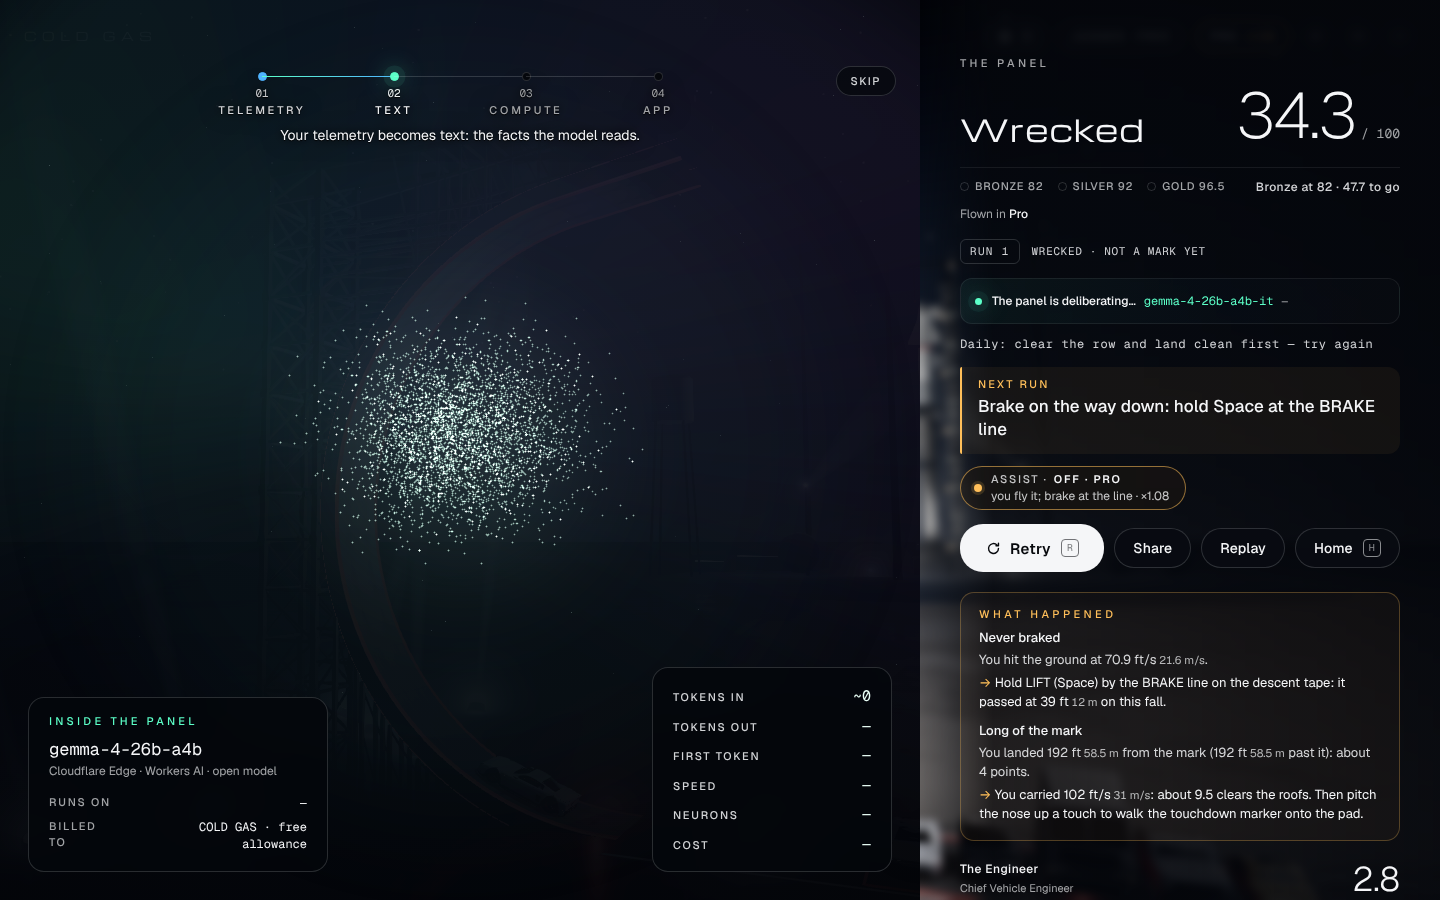 COLD GAS
01
TELEMETRY
02
TEXT
03
COMPUTE
04
APP
Your telemetry becomes text: the facts the model reads.
SKIP
INSIDE THE PANEL
gemma-4-26b-a4b
Cloudflare Edge · Workers AI · open model
RUNS ON –
BILLED TO COLD GAS · free allowance
TOKENS IN ~0
TOKENS OUT –
FIRST TOKEN –
SPEED –
NEURONS –
COST –
THE PANEL
Wrecked 34.3 / 100
BRONZE 82 SILVER 92 GOLD 96.5 Bronze at 82 · 47.7 to go
Flown in Pro
RUN 1 WRECKED · NOT A MARK YET
The panel is deliberating… gemma-4-26b-a4b-it –
Daily: clear the row and land clean first – try again
NEXT RUN
Brake on the way down: hold Space at the BRAKE
line
ASSIST · OFF · PRO
you fly it; brake at the line · ×1.08
Retry R
Share
Replay
Home H
WHAT HAPPENED
Never braked
You hit the ground at 70.9 ft/s 21.6 m/s.
→ Hold LIFT (Space) by the BRAKE line on the descent tape: it
passed at 39 ft 12 m on this fall.
Long of the mark
You landed 192 ft 58.5 m from the mark (192 ft 58.5 m past it): about
4 points.
→ You carried 102 ft/s 31 m/s: about 9.5 clears the roofs. Then pitch
the nose up a touch to walk the touchdown marker onto the pad.
The Engineer
Chief Vehicle Engineer
2.8